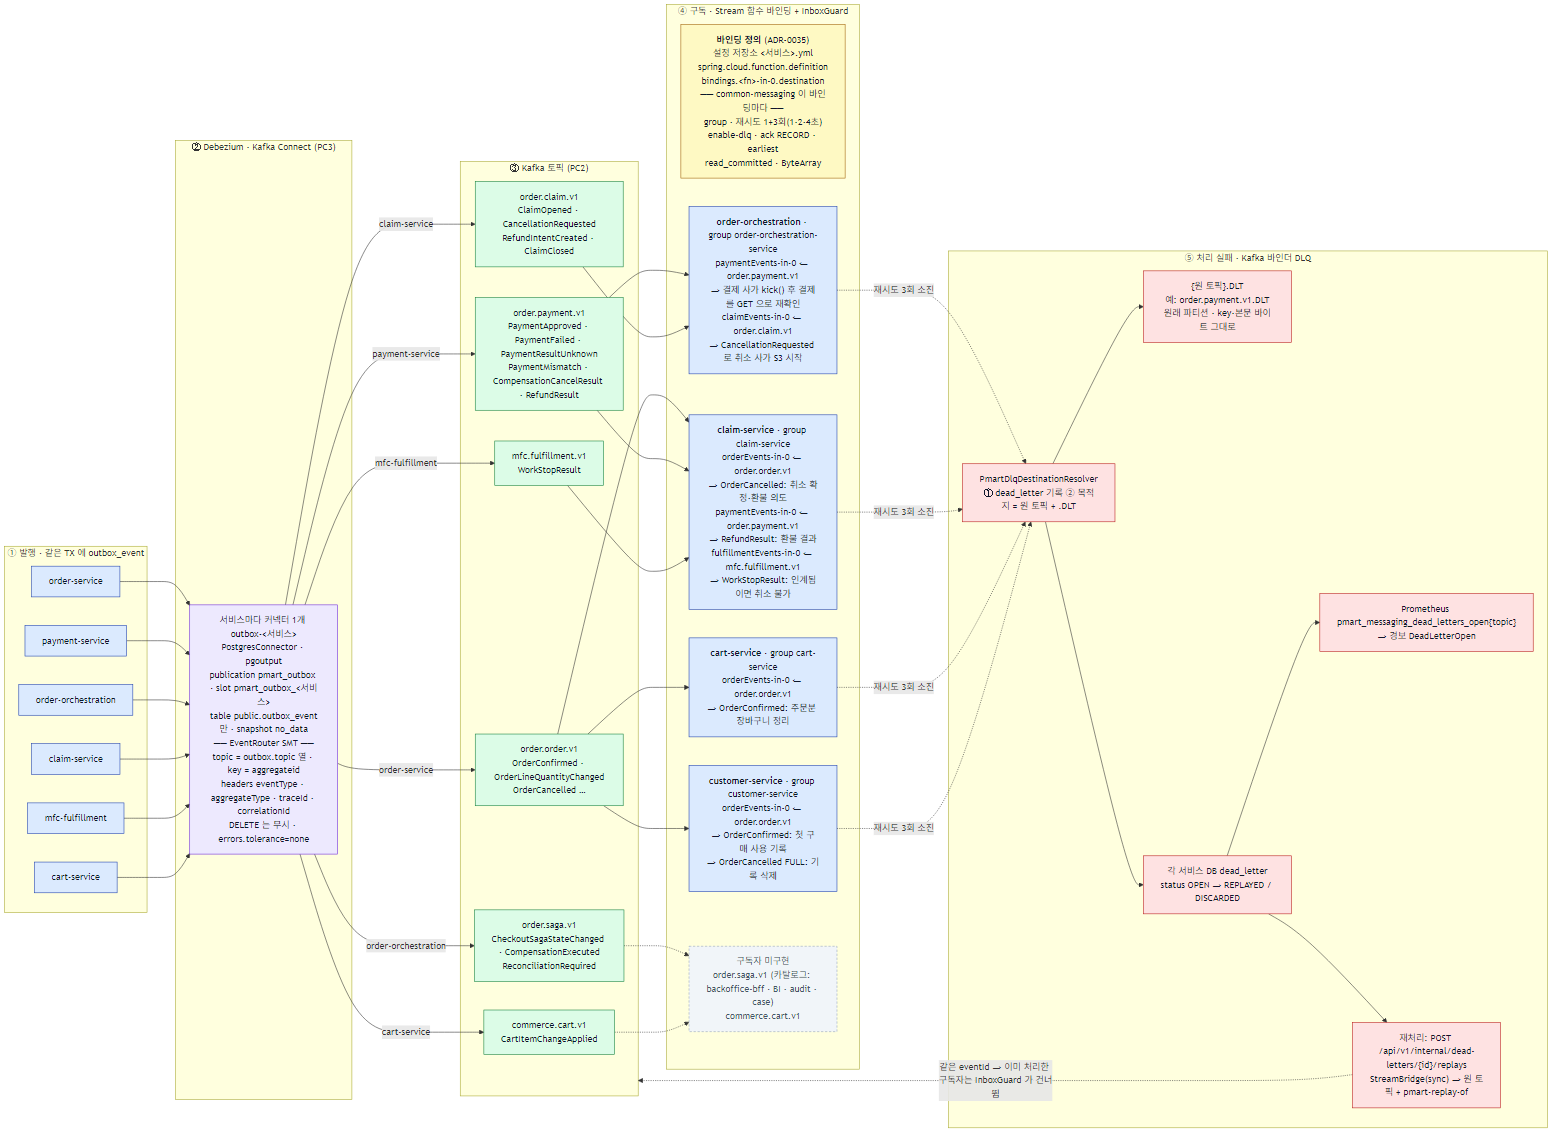 ① 발행 · 같은 TX 에 outbox_event
order-service
payment-service
order-orchestration
claim-service
mfc-fulfillment
cart-service
② Debezium · Kafka Connect (PC3)
서비스마다 커넥터 1개
outbox-<서비스>
PostgresConnector ·
pgoutput
publication pmart_outbox
· slot pmart_outbox_<서비
스>
table public.outbox_event
만 · snapshot no_data
── EventRouter SMT ──
topic = outbox.topic 열 ·
key = aggregateId
headers eventType ·
aggregateType · traceId ·
correlationId
DELETE 는 무시 ·
errors.tolerance=none
claim-service
payment-service
mfc-fulfillment
order-service
order-orchestration
cart-service
③ Kafka 토픽 (PC2)
order.claim.v1
ClaimOpened ·
CancellationRequested
RefundIntentCreated ·
ClaimClosed
order.payment.v1
PaymentApproved ·
PaymentFailed ·
PaymentResultUnknown
PaymentMismatch ·
CompensationCancelResult
· RefundResult
mfc.fulfillment.v1
WorkStopResult
order.order.v1
OrderConfirmed ·
OrderLineQuantityChanged
OrderCancelled ...
order.saga.v1
CheckoutSagaStateChanged
· CompensationExecuted
ReconciliationRequired
commerce.cart.v1
CartItemChangeApplied
④ 구독 · Stream 함수 바인딩 + InboxGuard
바인딩 정의 (ADR-0035)
설정 저장소 <서비스>.yml
spring.cloud.function.definition
bindings.<fn>-in-0.destination
── common-messaging 이 바인
딩마다 ──
group · 재시도 1+3회(1·2·4초)
enable-dlq · ack RECORD ·
earliest
read_committed · ByteArray
order-orchestration ·
group order-orchestration-
service
paymentEvents-in-0 ←
order.payment.v1
→ 결제 사가 kick() 후 결제
를 GET 으로 재확인
claimEvents-in-0 ←
order.claim.v1
→ CancellationRequested
로 취소 사가 S3 시작
claim-service · group
claim-service
orderEvents-in-0 ←
order.order.v1
→ OrderCancelled: 취소 확
정·환불 의도
paymentEvents-in-0 ←
order.payment.v1
→ RefundResult: 환불 결과
fulfillmentEvents-in-0 ←
mfc.fulfillment.v1
→ WorkStopResult: 인계됨
이면 취소 불가
cart-service · group cart-
service
orderEvents-in-0 ←
order.order.v1
→ OrderConfirmed: 주문분
장바구니 정리
customer-service · group
customer-service
orderEvents-in-0 ←
order.order.v1
→ OrderConfirmed: 첫 구
매 사용 기록
→ OrderCancelled FULL: 기
록 삭제
구독자 미구현
order.saga.v1 (카탈로그:
backoffice-bff · BI · audit ·
case)
commerce.cart.v1
재시도 3회 소진
재시도 3회 소진
재시도 3회 소진
재시도 3회 소진
⑤ 처리 실패 · Kafka 바인더 DLQ
{원 토픽}.DLT
예: order.payment.v1.DLT
원래 파티션 · key·본문 바이
트 그대로
PmartDlqDestinationResolver
① dead_letter 기록 ② 목적
지 = 원 토픽 + .DLT
Prometheus
pmart_messaging_dead_letters_open{topic}
→ 경보 DeadLetterOpen
각 서비스 DB dead_letter
status OPEN → REPLAYED /
DISCARDED
재처리: POST
/api/v1/internal/dead-
letters/{id}/replays
StreamBridge(sync) → 원 토
픽 + pmart-replay-of
같은 eventId → 이미 처리한
구독자는 InboxGuard 가 건너
뜀